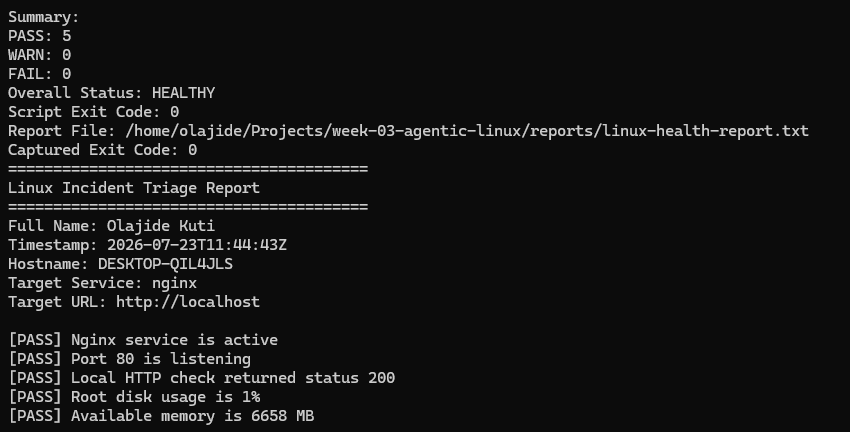 Summary:
PASS: 5
WARN: 0
FAIL: 0
Overall Status: HEALTHY
Script Exit Code: 0
Report File: /home/olajide/Projects/week-03-agentic-linux/reports/linux-health-report.txt
Captured Exit Code: 0
========================================
Linux Incident Triage Report
========================================
Full Name: Olajide Kuti
Timestamp: 2026-07-23T11:44:43Z
Hostname: DESKTOP-QIL4JLS
Target Service: nginx
Target URL: http://localhost
[PASS] Nginx service is active
[PASS] Port 80 is listening
[PASS] Local HTTP check returned status 200
[PASS] Root disk usage is 1%
[PASS] Available memory is 6658 MB